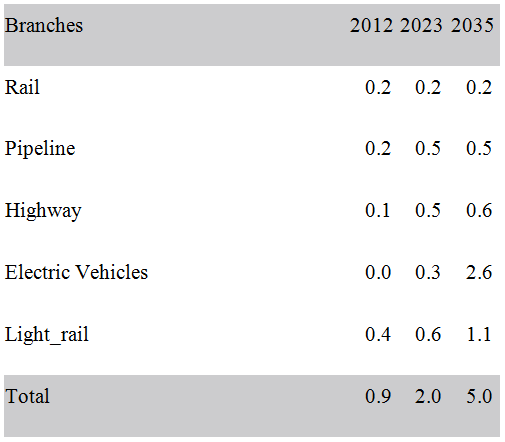 Branches 2012 2023 2035
Rail 0.2 0.2 0.2
Pipeline 0.2 0.5 0.5
Highway 0.1 0.5 0.6
Electric Vehicles 0.0 0.3 2.6
Light_rail 0.4 0.6 1.1
Total 0.9 2.0 5.0